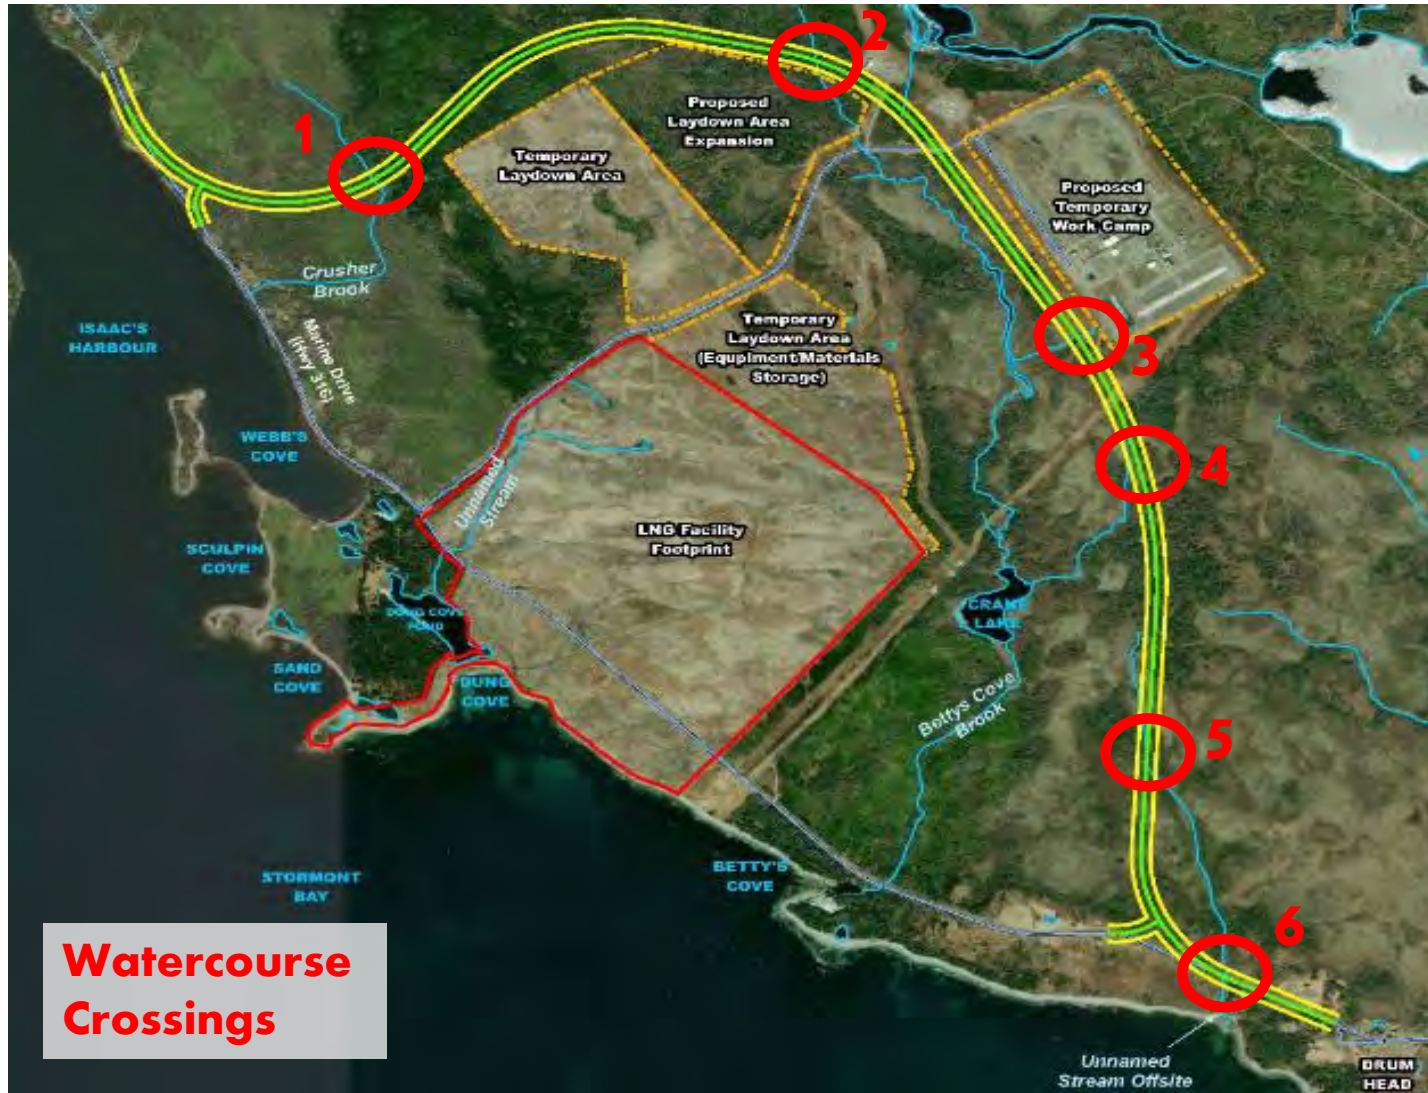 2
1
Proposed
Laydown Area
Expansion
Temporary
Laydown Area
Proposed
Temporary
Work Camp
Crusher
Brook
ISAAC'S
HARBOUR
Marine Drive
(Hwy 316)
Temporary
Laydown Area
(Equipment/Materials
Storage)
3
WEBB'S
COVE
4
Unnamed
Stream
LNG Facility
Footprint
SCULPIN
COVE
CRANE
LAKE
DUNG COVE
POND
SAND
COVE
DUNG
COVE
Bettys Cove
Brook
5
BETTY'S
COVE
STORMONT
BAY
6
Watercourse
Crossings
Unnamed
Stream Offsite
DRUM
HEAD